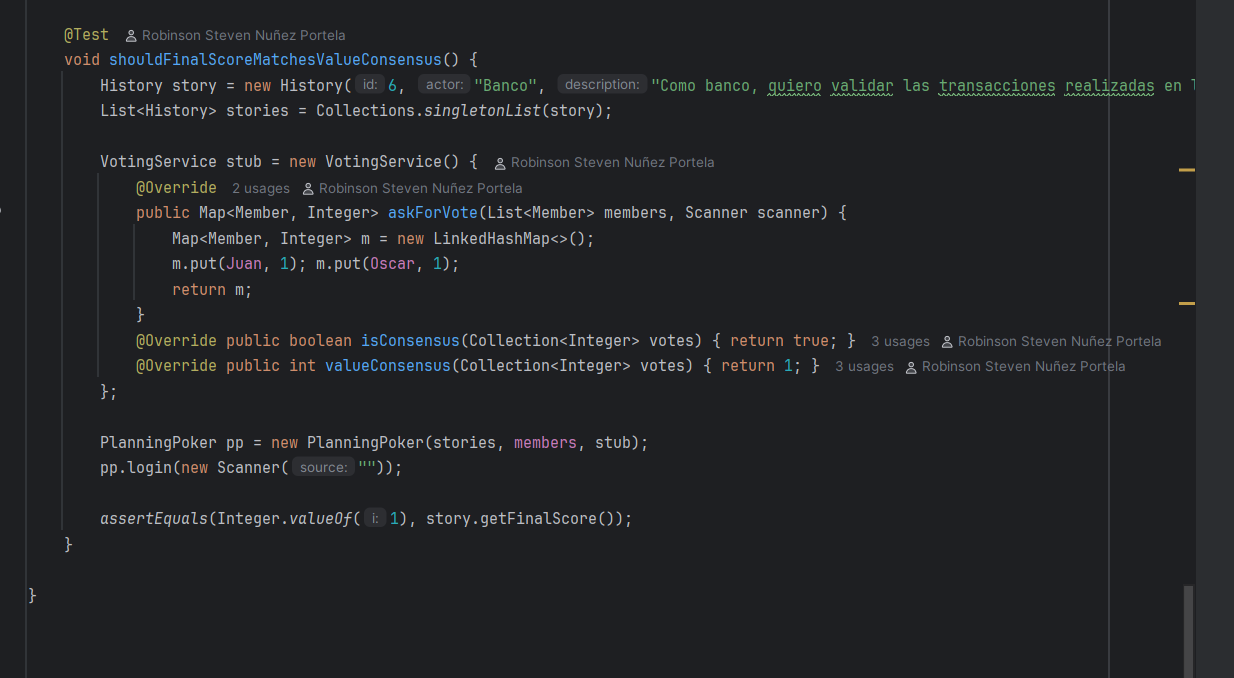 @Test Robinson Steven Nuñez Portela
void shouldFinalScoreMatchesValueConsensus() {
History story = new History( id: 6, actor: "Banco", description: "Como banco, quiero validar las transacciones realizadas en l
List<History> stories = Collections.singletonList(story);
VotingService stub = new VotingService() { Robinson Steven Nuñez Portela
@Override 2 usages Robinson Steven Nuñez Portela
public Map<Member, Integer> askForVote(List<Member> members, Scanner scanner) {
Map<Member, Integer> m = new LinkedHashMap<>();
m.put(Juan, 1); m.put(Oscar, 1);
return m;
}
@Override public boolean isConsensus(Collection<Integer> votes) { return true; } 3 usages Robinson Steven Nuñez Portela
@Override public int valueConsensus(Collection<Integer> votes) { return 1; } 3 usages Robinson Steven Nuñez Portela
};
PlanningPoker pp = new PlanningPoker(stories, members, stub);
pp.login(new Scanner( source: ""));
assertEquals(Integer.valueOf( i: 1), story.getFinalScore());
}
}